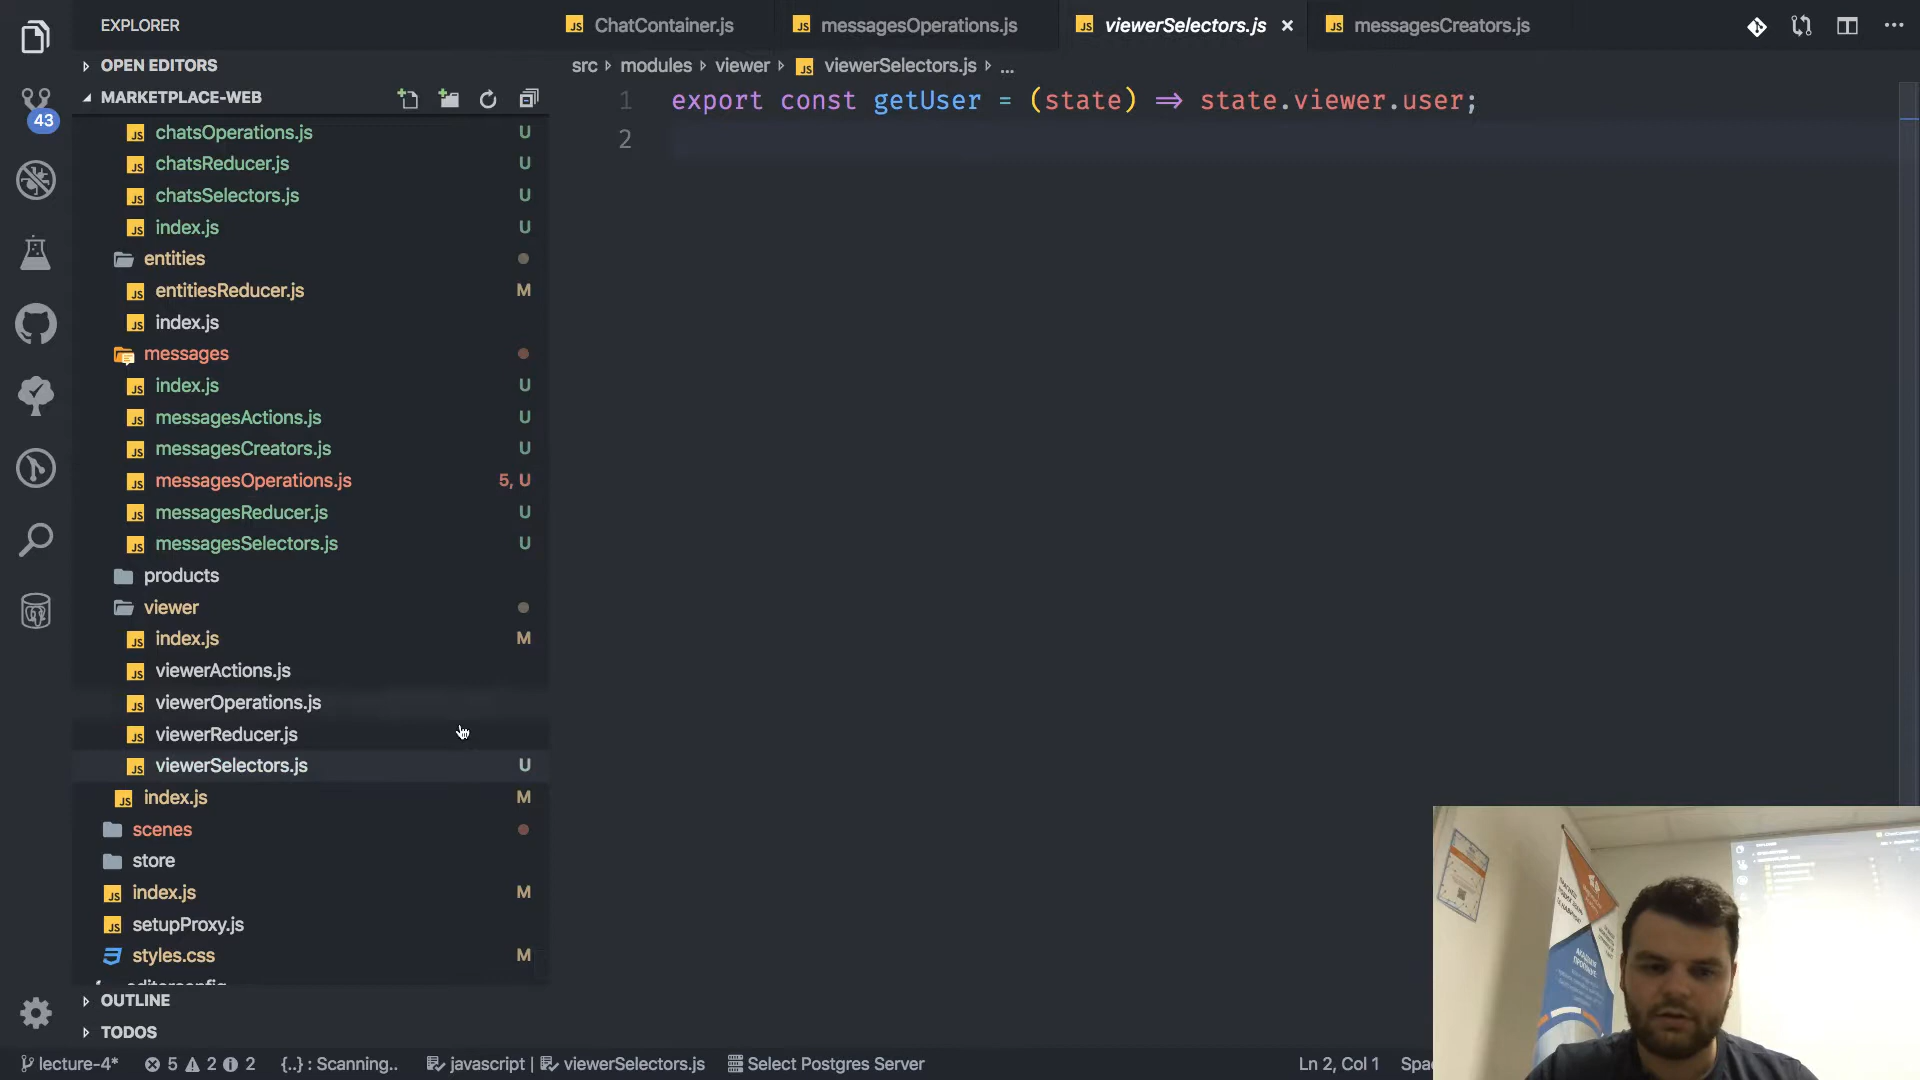 EXPLORER
ChatContainer.js
messagesOperations.js
viewerSelectors.js ×
messagesCreators.js
OPEN EDITORS
src › modules › viewer › viewerSelectors.js › ...
MARKETPLACE-WEB
1 export const getUser = (state) ⇒ state.viewer.user;
2
43
chatsOperations.js U
chatsReducer.js U
chatsSelectors.js U
index.js U
entities
entitiesReducer.js M
index.js
messages
index.js U
messagesActions.js U
messagesCreators.js U
messagesOperations.js 5, U
messagesReducer.js U
messagesSelectors.js U
products
viewer
index.js M
viewerActions.js
viewerOperations.js
viewerReducer.js
viewerSelectors.js U
index.js M
scenes
store
index.js M
setupProxy.js
styles.css M
OUTLINE
TODOS
lecture-4* 5 2 2 {..} : Scanning.. javascript | viewerSelectors.js Select Postgres Server Ln 2, Col 1